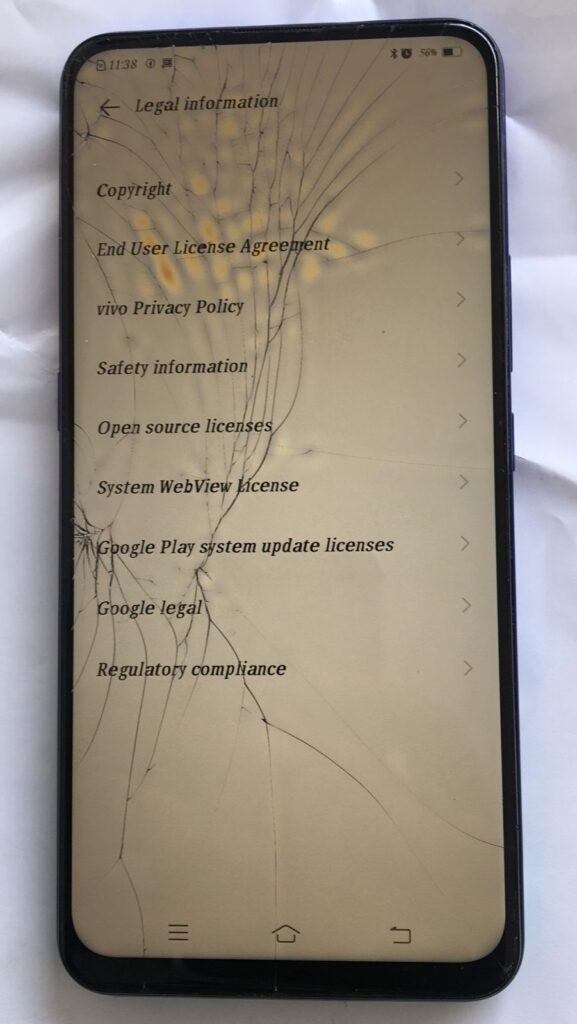 11:38 56%
Legal information
Copyright
End User License Agreement
vivo Privacy Policy
Safety information
Open source licenses
System WebView License
Google Play system update licenses
Google legal
Regulatory compliance